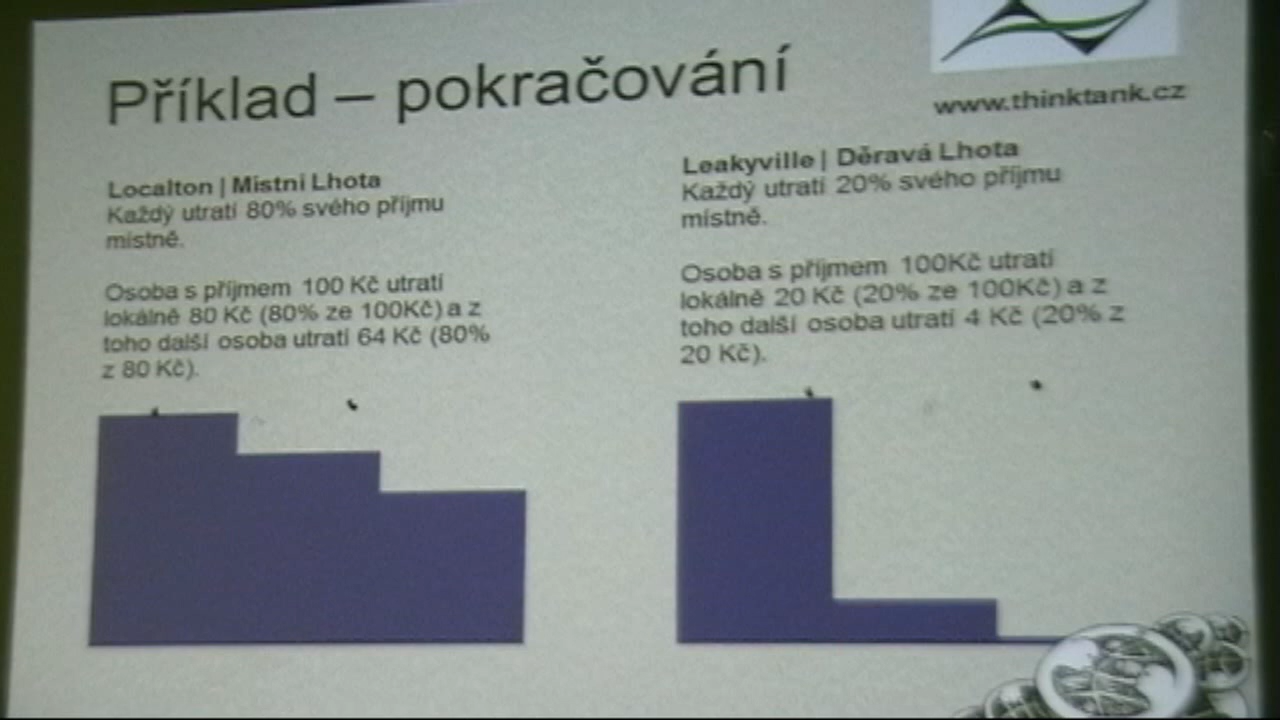 Příklad – pokračování
www.thinktank.cz
Localton | Místní Lhota
Každý utratí 80% svého příjmu
místně.
Osoba s příjmem 100 Kč utratí
lokálně 80 Kč (80% ze 100Kč) a z
toho další osoba utratí 64 Kč (80%
z 80 Kč).
Leakyville | Děravá Lhota
Každý utratí 20% svého příjmu
místně.
Osoba s příjmem 100Kč utratí
lokálně 20 Kč (20% ze 100Kč) a z
toho další osoba utratí 4 Kč (20% z
20 Kč).